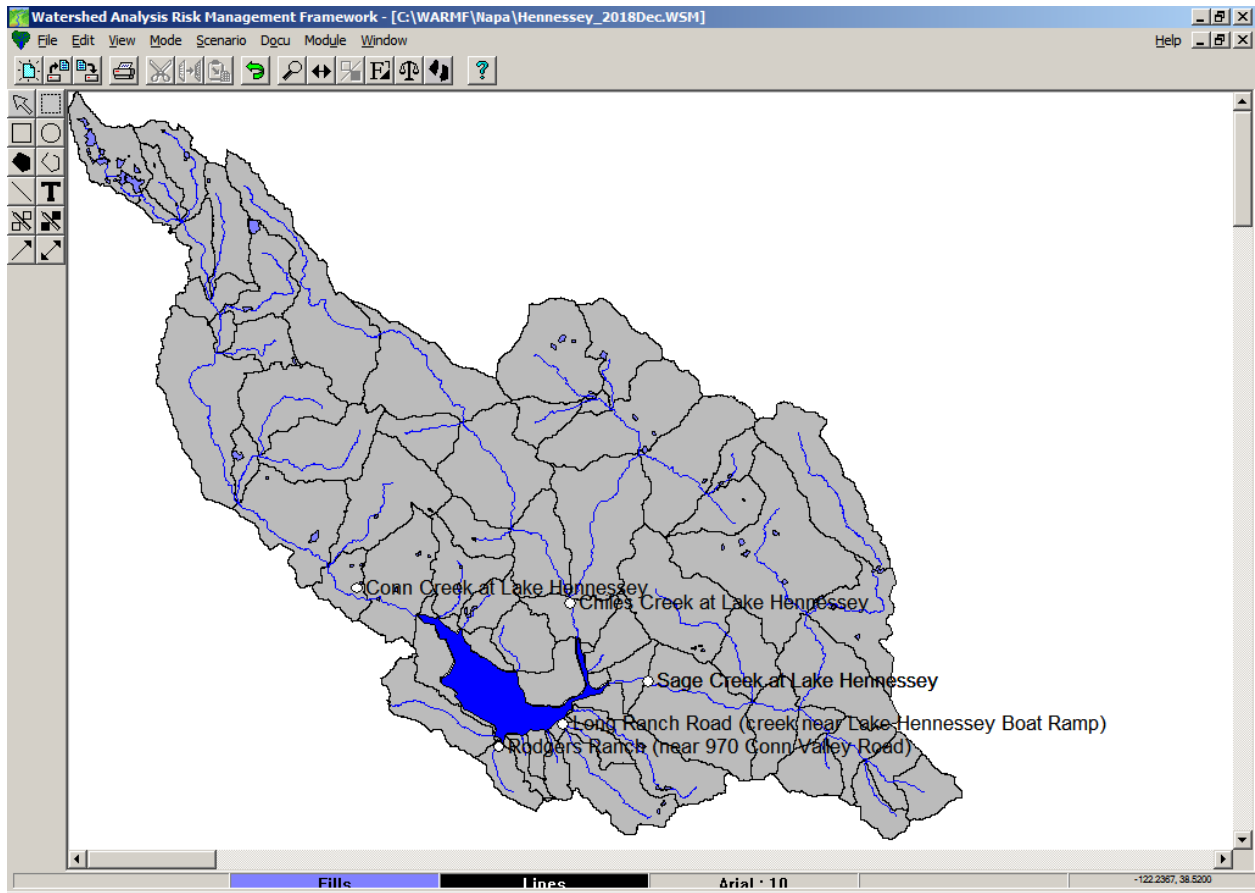 Watershed Analysis Risk Management Framework - [C:\WARMF\Napa\Hennessey_2018Dec.WSM]
File Edit View Mode Scenario Docu Module Window Help
F
?
T
Conn Creek at Lake Hennessey
Chiles Creek at Lake Hennessey
Sage Creek at Lake Hennessey
Long Ranch Road (creek near Lake Hennessey Boat Ramp)
Rodgers Ranch (near 970 Conn Valley Road)
Fills Lines Arial : 10 -122.2367, 38.5200